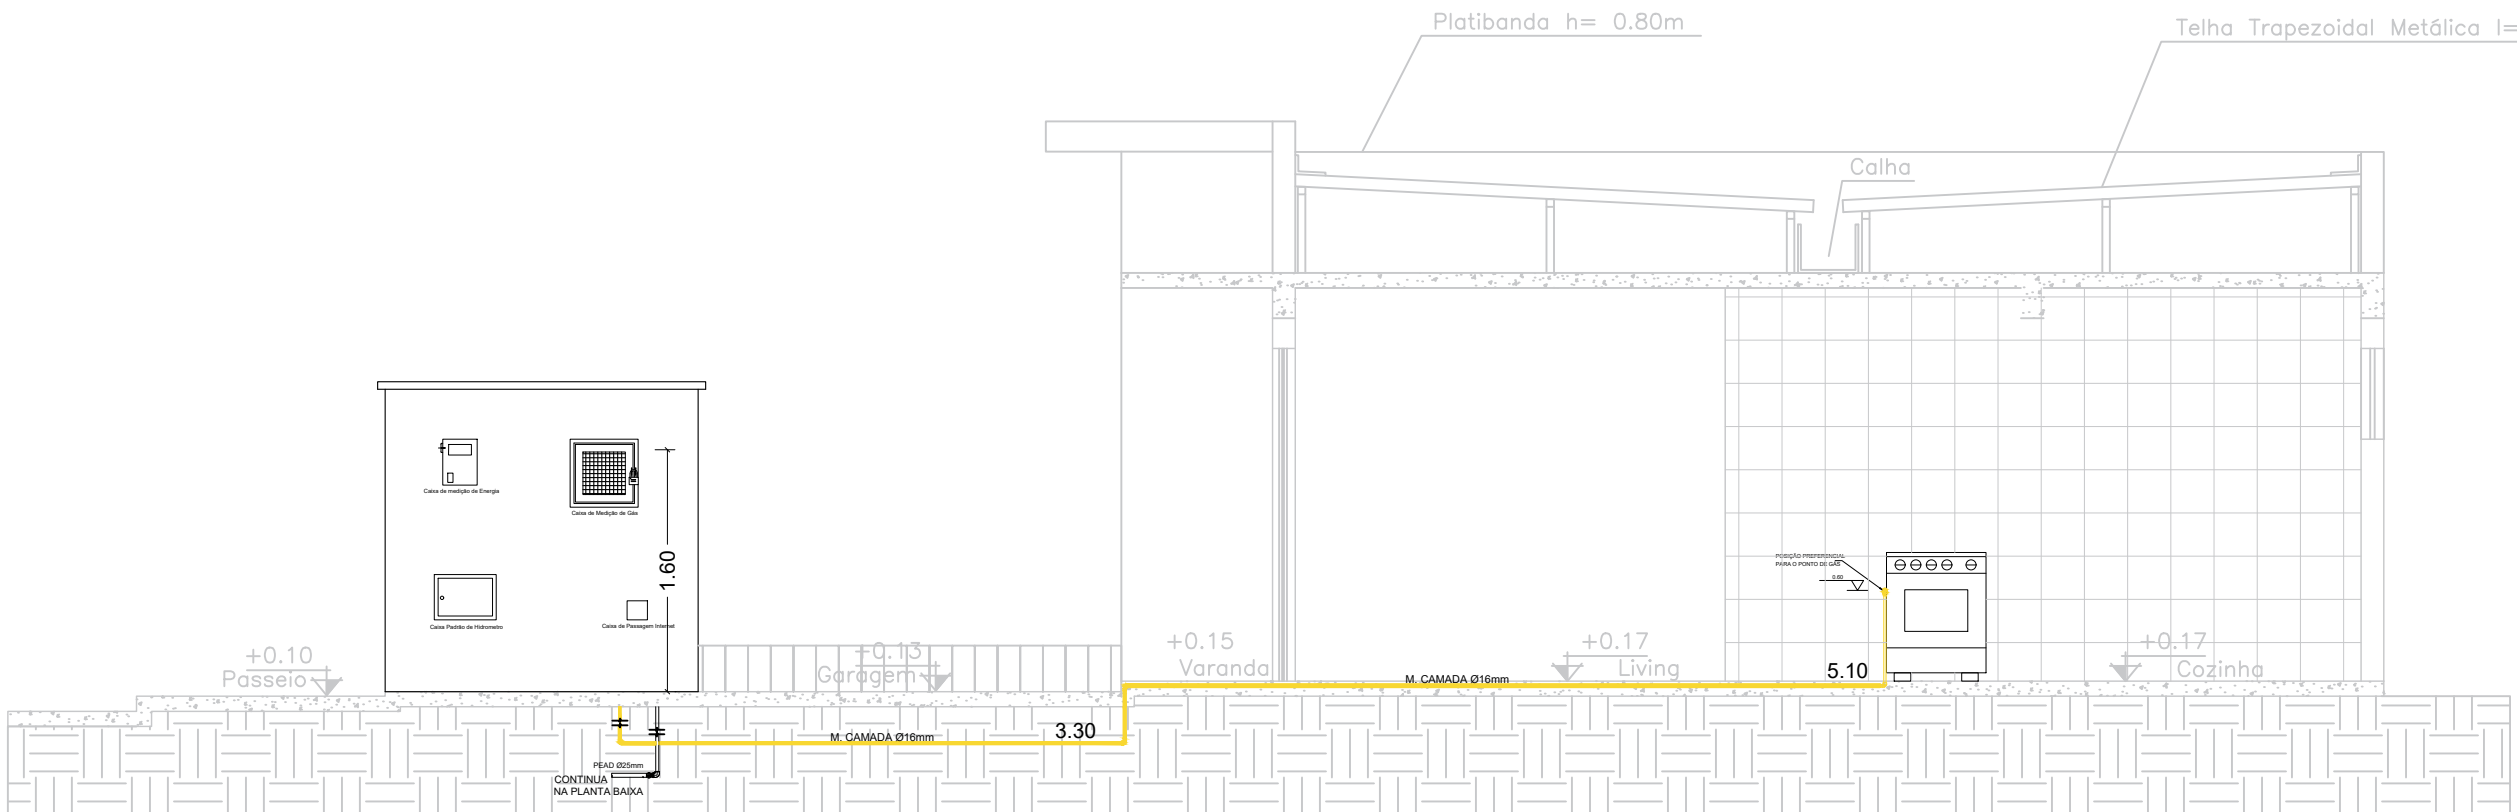 Platibanda h= 0.80m
Telha Trapezoidal Metálica I=
Calha
Caixa de medição de Energia
Caixa de Medição de Gás
1.60
Caixa Padrão de Hidrometro
Caixa de Passagem Internet
POSIÇÃO PREFERENCIAL
PARA O PONTO DE GÁS
0.60
+0.10
Passeio
+0.13
Garagem
+0.15
Varanda
+0.17
Living
+0.17
Cozinha
5.10
M. CAMADA Ø16mm
3.30
M. CAMADA Ø16mm
PEAD Ø25mm
CONTINUA
NA PLANTA BAIXA